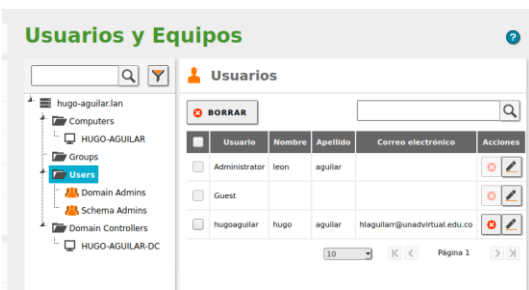 Usuarios y Equipos
hugo-aguilar.lan
Computers
HUGO-AGUILAR
Groups
Users
Domain Admins
Schema Admins
Domain Controllers
HUGO-AGUILAR-DC
Usuarios
BORRAR
Usuario Nombre Apellido Correo electrónico Acciones
Administrator leon aguilar
Guest
hugoaguilar hugo aguilar hlaguilarr@unadvirtual.edu.co
10 Página 1